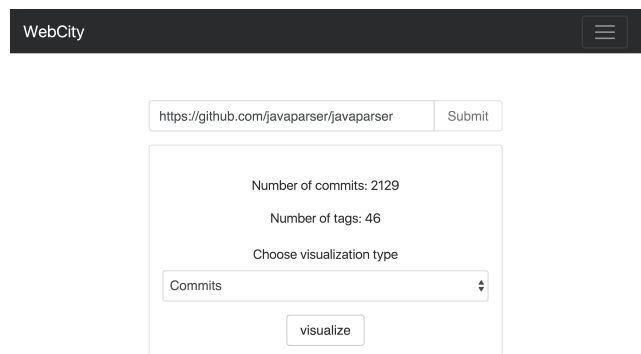 WebCity
https://github.com/javaparser/javaparser Submit
Number of commits: 2129
Number of tags: 46
Choose visualization type
Commits
visualize